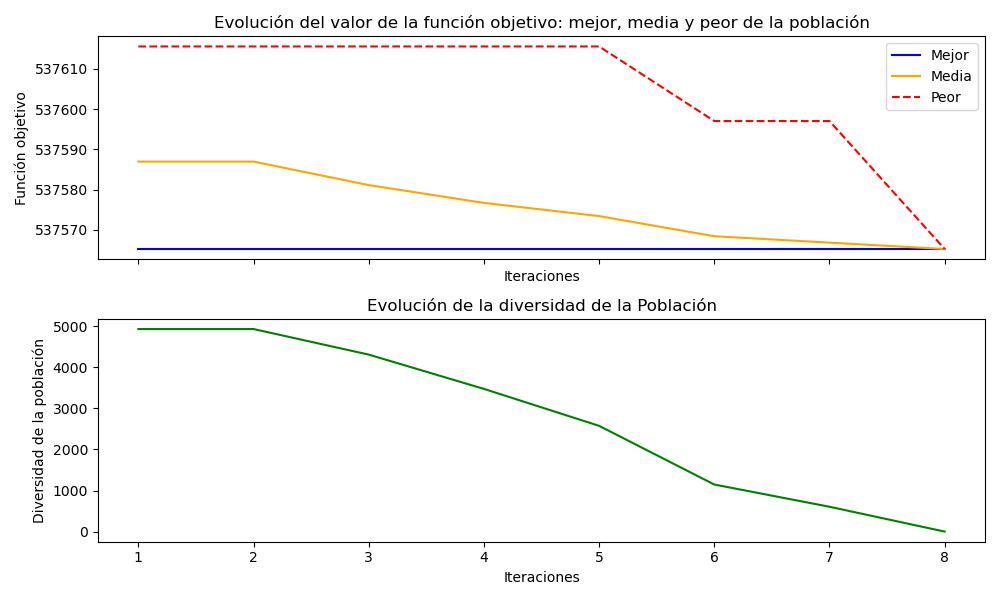 Evolución del valor de la función objetivo: mejor, media y peor de la población
Función objetivo
537610
537600
537590
537580
537570
Mejor
Media
Peor
Iteraciones
Evolución de la diversidad de la Población
Diversidad de la población
5000
4000
3000
2000
1000
0
1 2 3 4 5 6 7 8
Iteraciones